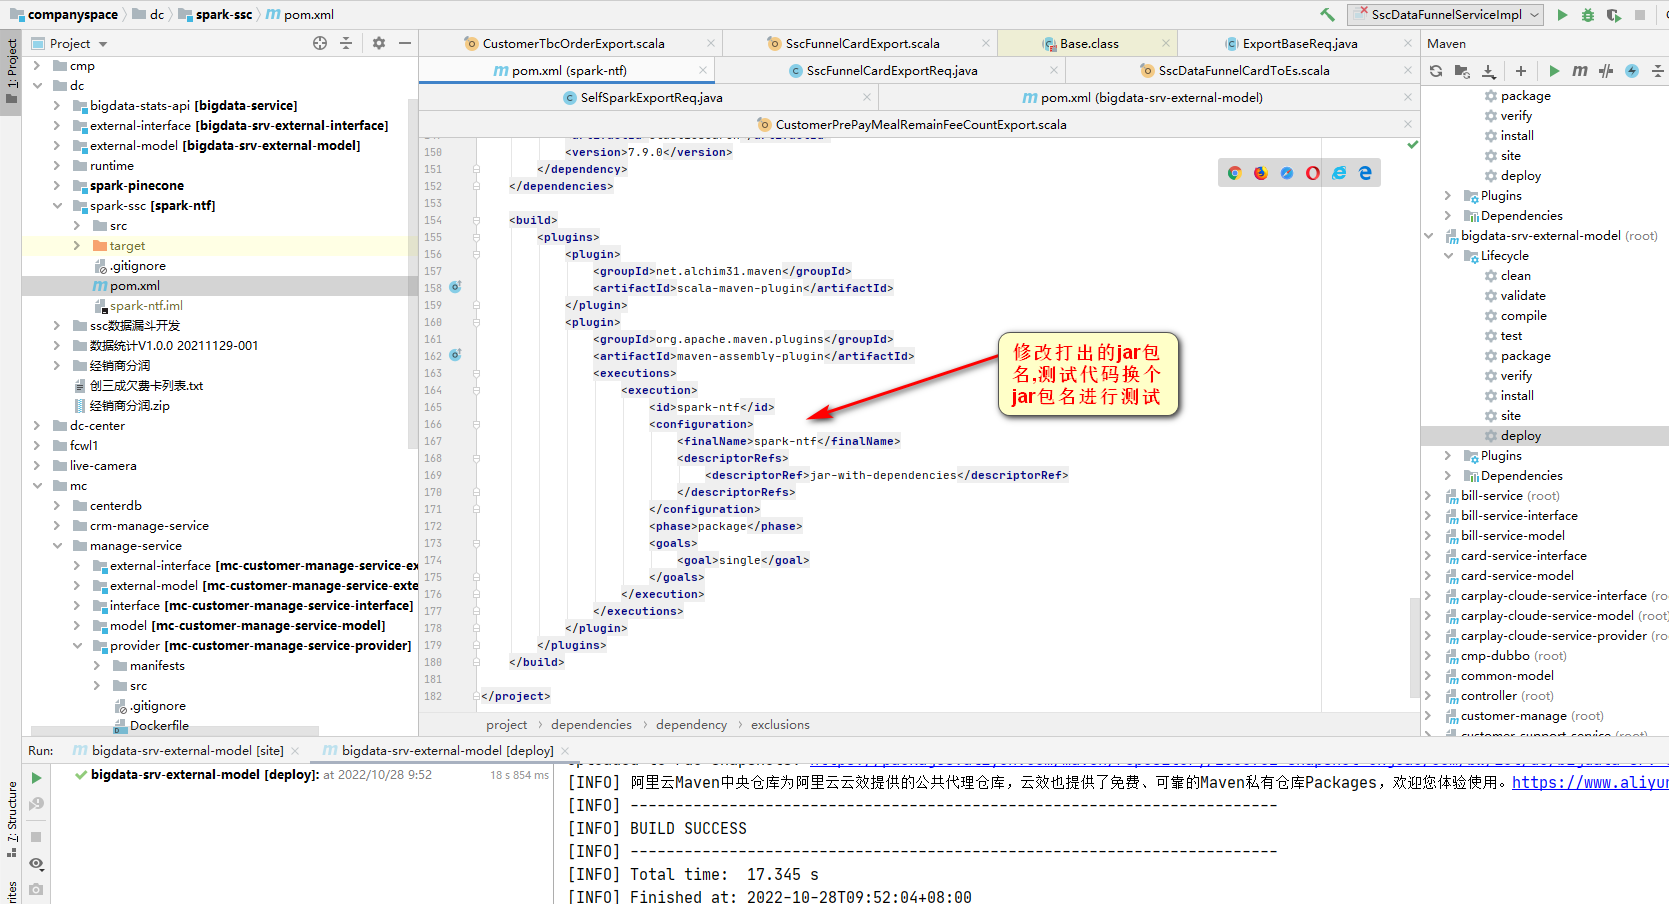 companyspace dc spark-ssc pom.xml
SscDataFunnelServiceImpl
Project
CustomerTbcOrderExport.scala SscFunnelCardExport.scala Base.class ExportBaseReq.java
Maven
pom.xml (spark-ntf) SscFunnelCardExportReq.java SscDataFunnelCardToEs.scala
SelfSparkExportReq.java pom.xml (bigdata-srv-external-model)
CustomerPrePayMealRemainFeeCountExport.scala
1: Project
cmp
dc
bigdata-stats-api [bigdata-service]
external-interface [bigdata-srv-external-interface]
external-model [bigdata-srv-external-model]
runtime
spark-pinecone
spark-ssc [spark-ntf]
src
target
.gitignore
pom.xml
spark-ntf.iml
ssc数据漏斗开发
数据统计V1.0.0 20211129-001
经销商分润
创三成欠费卡列表.txt
经销商分润.zip
dc-center
fcwl1
live-camera
mc
centerdb
crm-manage-service
manage-service
external-interface [mc-customer-manage-service-ex
external-model [mc-customer-manage-service-exte
interface [mc-customer-manage-service-interface]
model [mc-customer-manage-service-model]
provider [mc-customer-manage-service-provider]
manifests
src
.gitignore
Dockerfile
150 <version>7.9.0</version>
151 </dependency>
152 </dependencies>
153
154 <build>
155 <plugins>
156 <plugin>
157 <groupId>net.alchim31.maven</groupId>
158 <artifactId>scala-maven-plugin</artifactId>
159 </plugin>
160 <plugin>
161 <groupId>org.apache.maven.plugins</groupId>
162 <artifactId>maven-assembly-plugin</artifactId>
163 <executions>
164 <execution>
165 <id>spark-ntf</id>
166 <configuration>
167 <finalName>spark-ntf</finalName>
168 <descriptorRefs>
169 <descriptorRef>jar-with-dependencies</descriptorRef>
170 </descriptorRefs>
171 </configuration>
172 <phase>package</phase>
173 <goals>
174 <goal>single</goal>
175 </goals>
176 </execution>
177 </executions>
178 </plugin>
179 </plugins>
180 </build>
181
182 </project>
修改打出的jar包
名,测试代码换个
jar包名进行测试
project dependencies dependency exclusions
package
verify
install
site
deploy
Plugins
Dependencies
bigdata-srv-external-model (root)
Lifecycle
clean
validate
compile
test
package
verify
install
site
deploy
Plugins
Dependencies
bill-service (root)
bill-service-interface
bill-service-model
card-service-interface
card-service-model
carplay-cloude-service-interface (ro
carplay-cloude-service-model (root)
carplay-cloude-service-provider (ro
cmp-dubbo (root)
common-model
controller (root)
customer-manage (root)
customer-support-service (root)
Run: bigdata-srv-external-model [site] bigdata-srv-external-model [deploy]
bigdata-srv-external-model [deploy]: at 2022/10/28 9:52 18 s 854 ms
7: Structure
rites
[INFO] 阿里云Maven中央仓库为阿里云云效提供的公共代理仓库，云效也提供了免费、可靠的Maven私有仓库Packages，欢迎您体验使用。https://www.aliyun
[INFO] ------------------------------------------------------------------------
[INFO] BUILD SUCCESS
[INFO] ------------------------------------------------------------------------
[INFO] Total time:  17.345 s
[INFO] Finished at: 2022-10-28T09:52:04+08:00